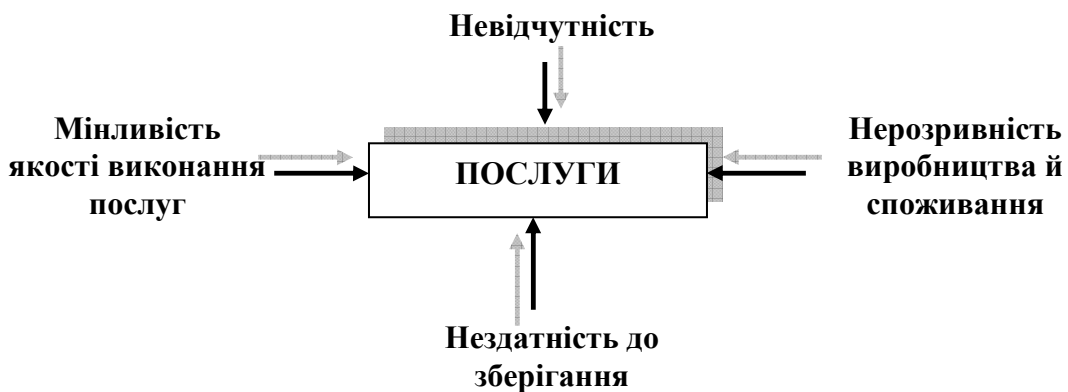 Невідчутність
Мінливість
якості виконання
послуг
ПОСЛУГИ
Нерозривність
виробництва й
споживання
Нездатність до
зберігання